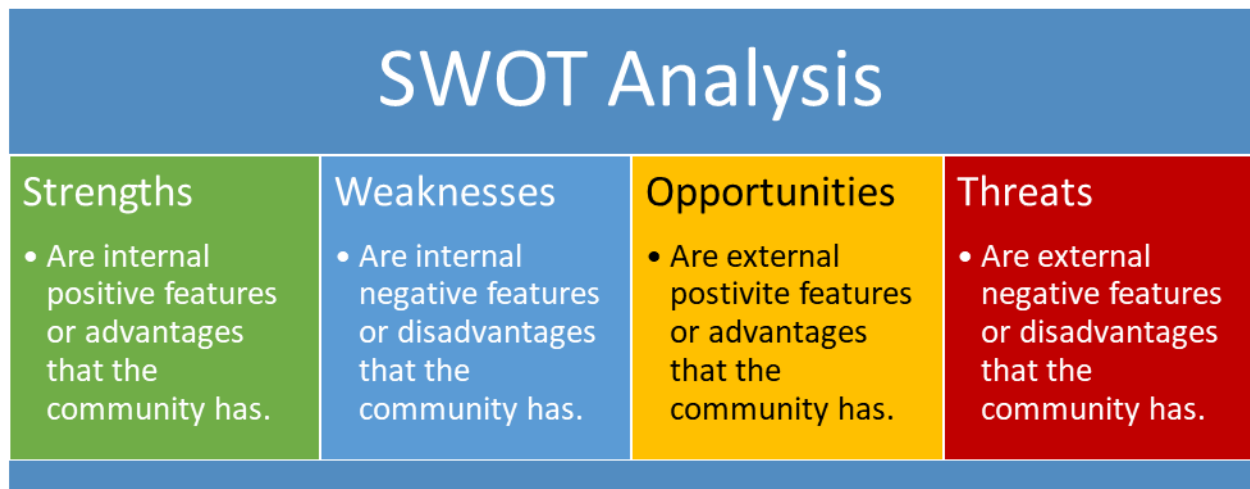 SWOT Analysis
Strengths
• Are internal
positive features
or advantages
that the
community has.
Weaknesses
• Are internal
negative features
or disadvantages
that the
community has.
Opportunities
• Are external
postivite features
or advantages
that the
community has.
Threats
• Are external
negative features
or disadvantages
that the
community has.